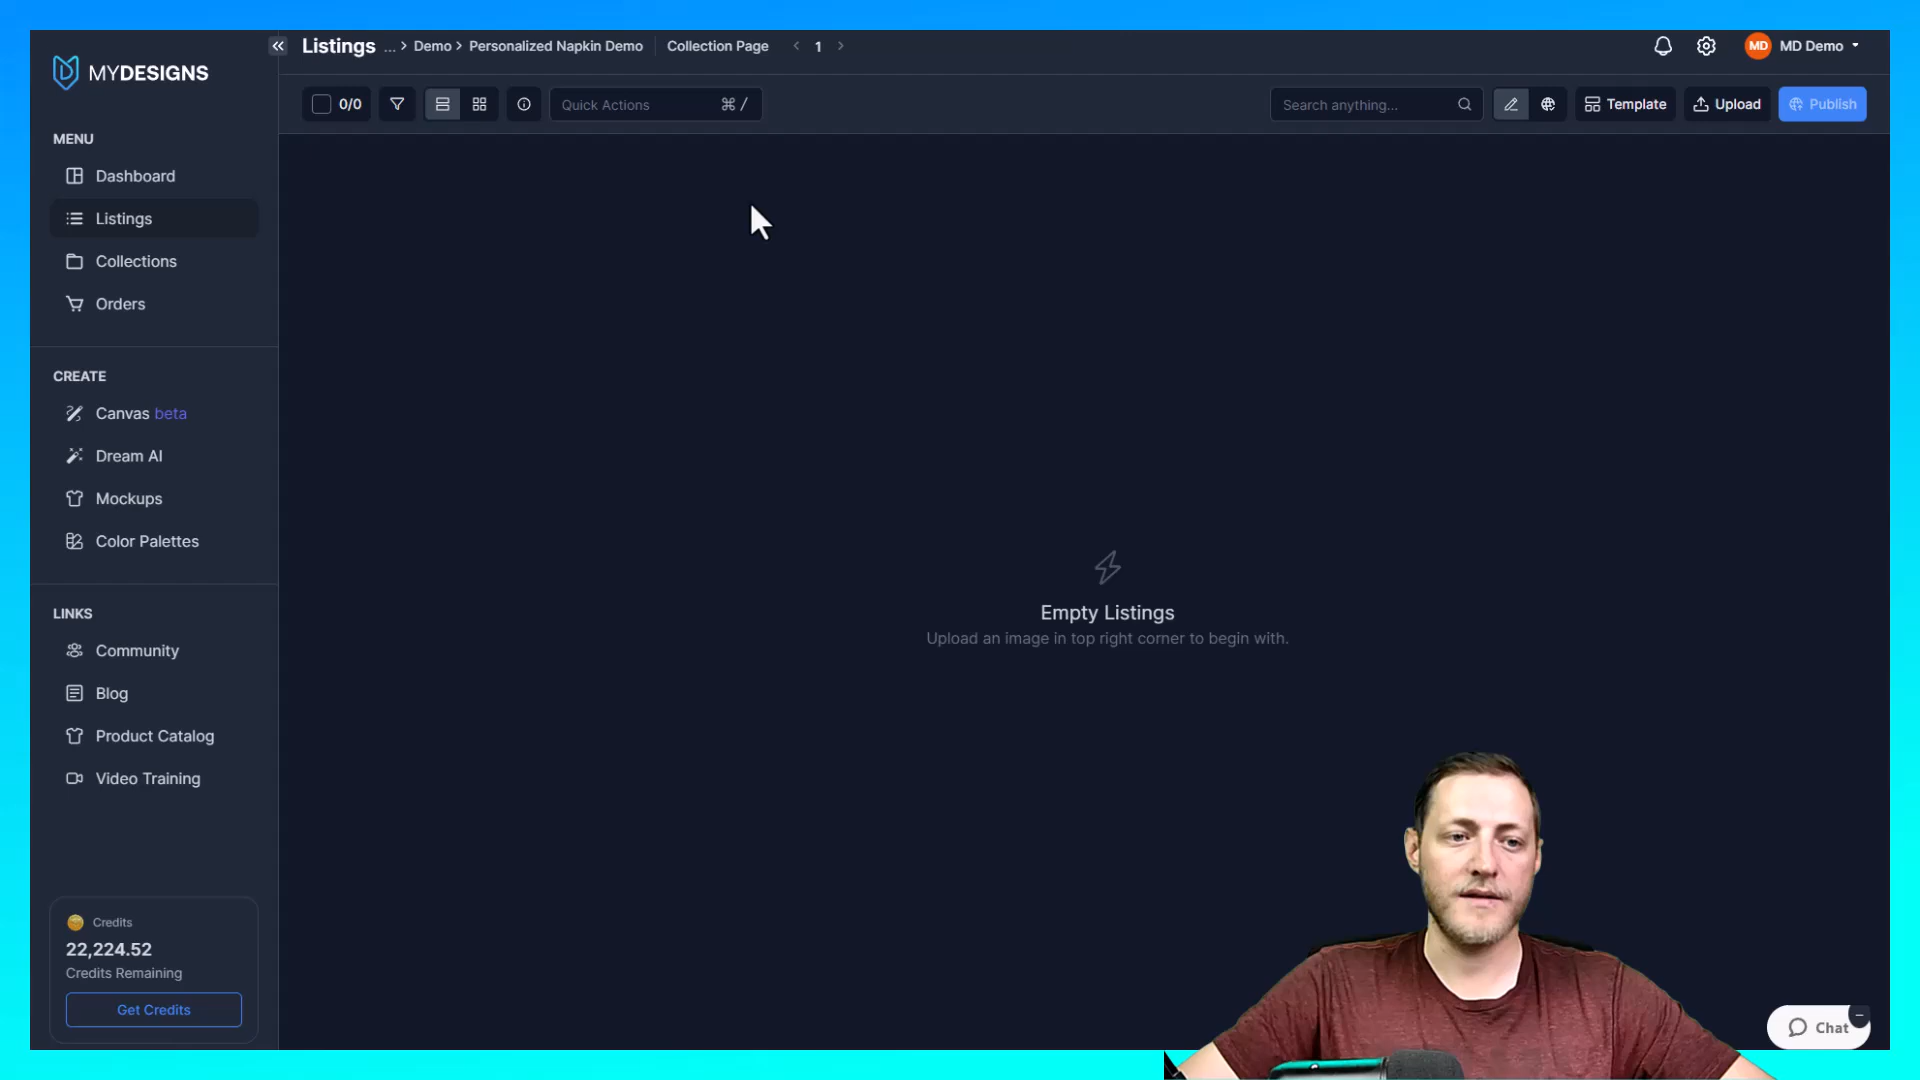 MYDESIGNS
Listings ... > Demo > Personalized Napkin Demo Collection Page < 1 >
MD MD Demo
0/0 Quick Actions ⌘ / Search anything... Template Upload Publish
MENU
Dashboard
Listings
Collections
Orders
CREATE
Canvas beta
Dream AI
Mockups
Color Palettes
LINKS
Community
Blog
Product Catalog
Video Training
Credits
22,224.52
Credits Remaining
Get Credits
Empty Listings
Upload an image in top right corner to begin with.
Chat